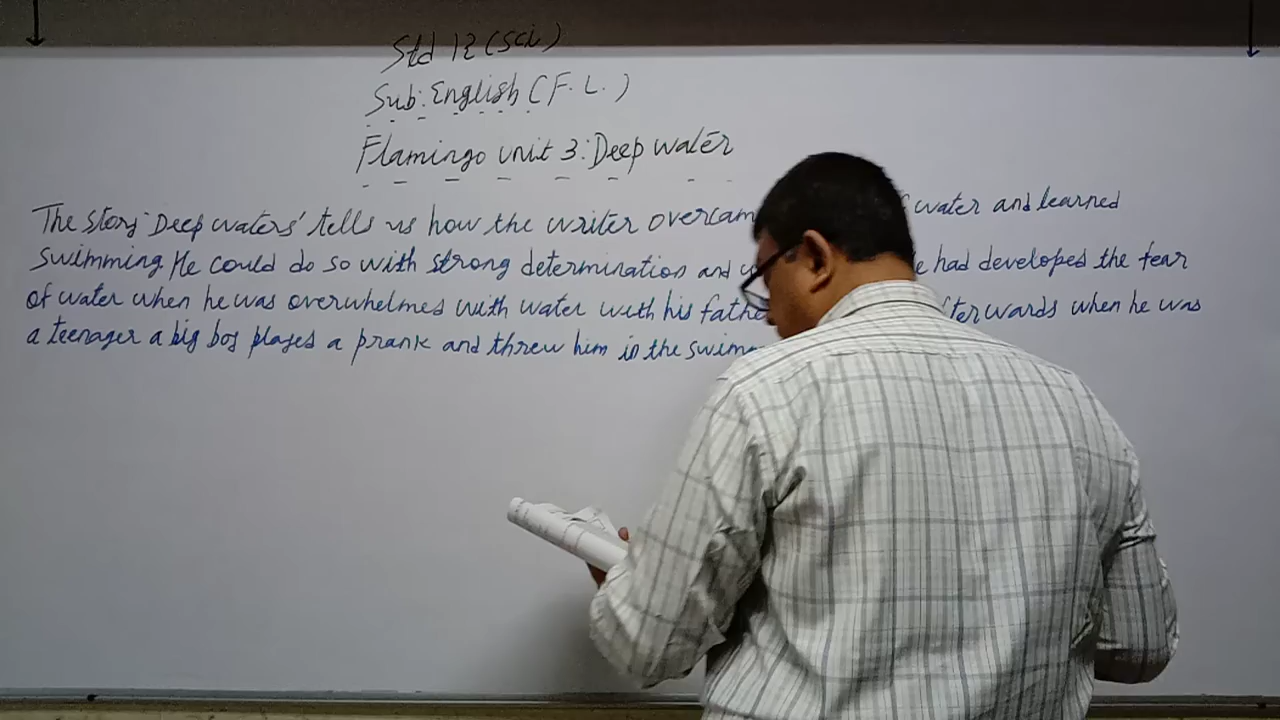 Std 12 (sci)
Sub: English (F. L. )
Flamingo unit 3: Deep water
The story 'Deep waters' tells us how the writer overcam water and learned
swimming. He could do so with strong determination and had developed the fear
of water when he was overwhelmed with water with his fathe terwards when he was
a teenager a big boy played a prank and threw him in the swimm